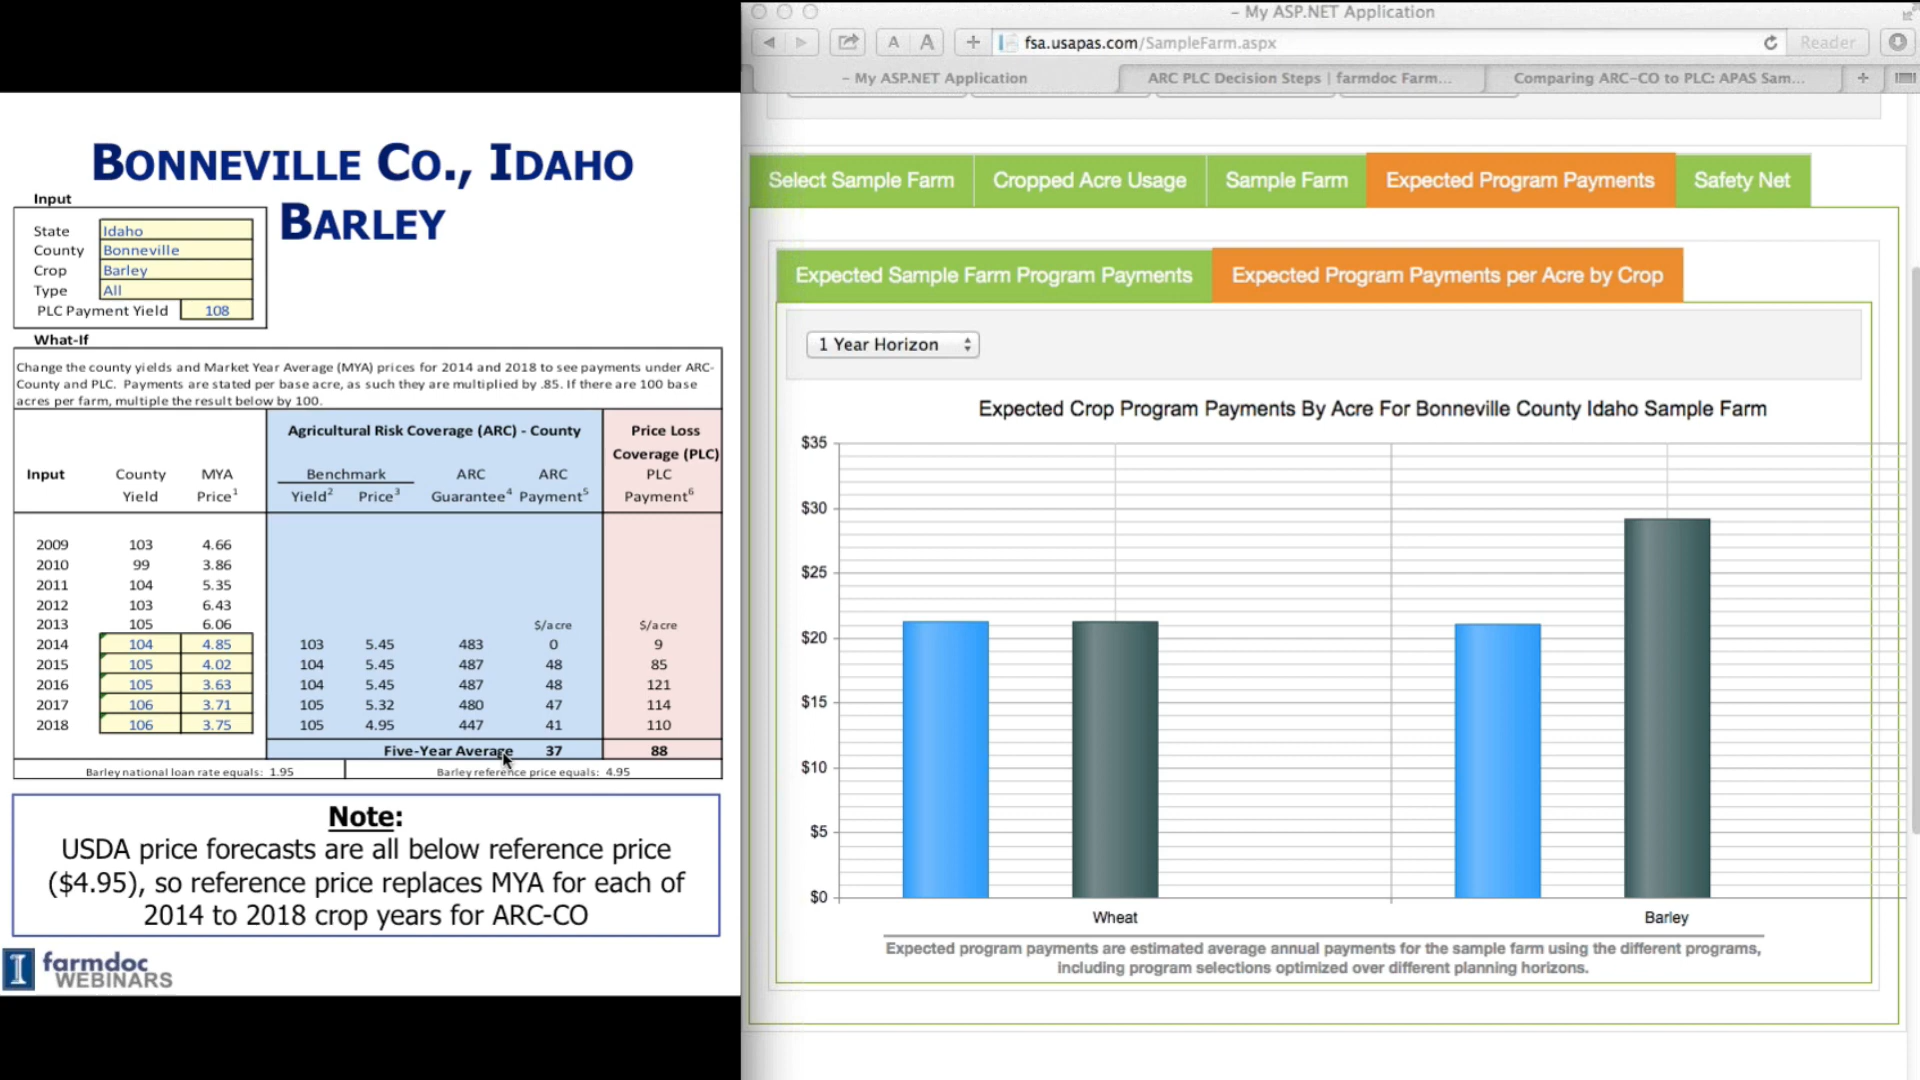 BONNEVILLE CO., IDAHO
BARLEY
Input
State Idaho
County Bonneville
Crop Barley
Type All
PLC Payment Yield 108
What-If
Change the county yields and Market Year Average (MYA) prices for 2014 and 2018 to see payments under ARC-
County and PLC. Payments are stated per base acre, as such they are multiplied by .85. If there are 100 base
acres per farm, multiple the result below by 100.
Agricultural Risk Coverage (ARC) - County Price Loss
Coverage (PLC)
Input County MYA Benchmark ARC ARC PLC
Yield Price1 Yield2 Price3 Guarantee4 Payment5 Payment6
2009 103 4.66
2010 99 3.86
2011 104 5.35
2012 103 6.43
2013 105 6.06 $/acre $/acre
2014 104 4.85 103 5.45 483 0 9
2015 105 4.02 104 5.45 487 48 85
2016 105 3.63 104 5.45 487 48 121
2017 106 3.71 105 5.32 480 47 114
2018 106 3.75 105 4.95 447 41 110
Five-Year Average 37 88
Barley national loan rate equals: 1.95 Barley reference price equals: 4.95
Note:
USDA price forecasts are all below reference price
($4.95), so reference price replaces MYA for each of
2014 to 2018 crop years for ARC-CO
I farmdoc
WEBINARS
– My ASP.NET Application
A A + fsa.usapas.com/SampleFarm.aspx Reader
– My ASP.NET Application ARC PLC Decision Steps | farmdoc Farm... Comparing ARC-CO to PLC: APAS Sam... +
Select Sample Farm Cropped Acre Usage Sample Farm Expected Program Payments Safety Net
Expected Sample Farm Program Payments Expected Program Payments per Acre by Crop
1 Year Horizon
Expected Crop Program Payments By Acre For Bonneville County Idaho Sample Farm
$35
$30
$25
$20
$15
$10
$5
$0
Wheat Barley
Expected program payments are estimated average annual payments for the sample farm using the different programs,
including program selections optimized over different planning horizons.